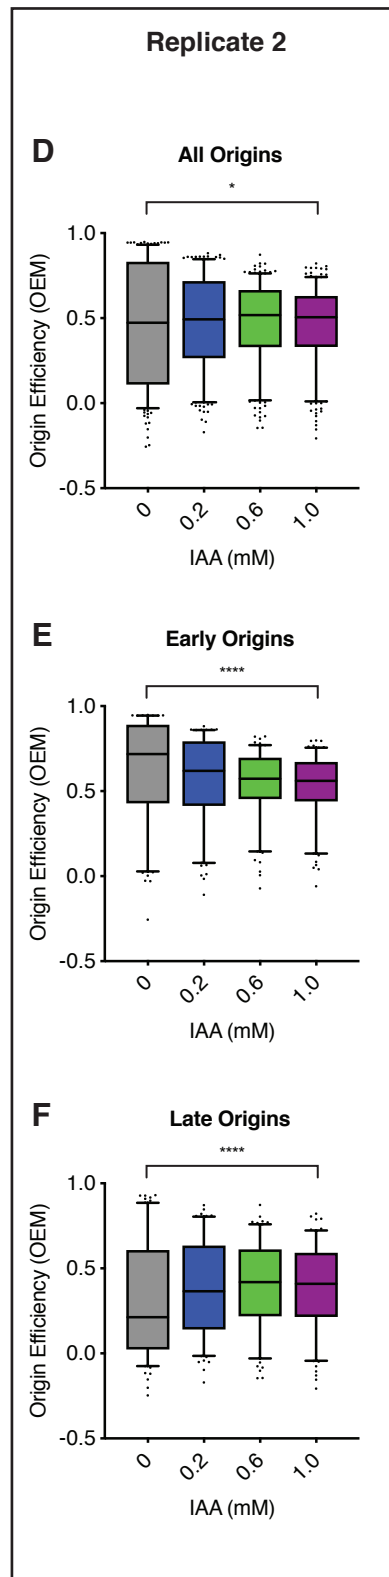 Replicate 2
D
All Origins
*
Origin Efficiency (OEM)
1.0
0.5
0.0
-0.5
0 0.2 0.6 1.0
IAA (mM)
E
Early Origins
****
Origin Efficiency (OEM)
1.0
0.5
0.0
-0.5
0 0.2 0.6 1.0
IAA (mM)
F
Late Origins
****
Origin Efficiency (OEM)
1.0
0.5
0.0
-0.5
0 0.2 0.6 1.0
IAA (mM)